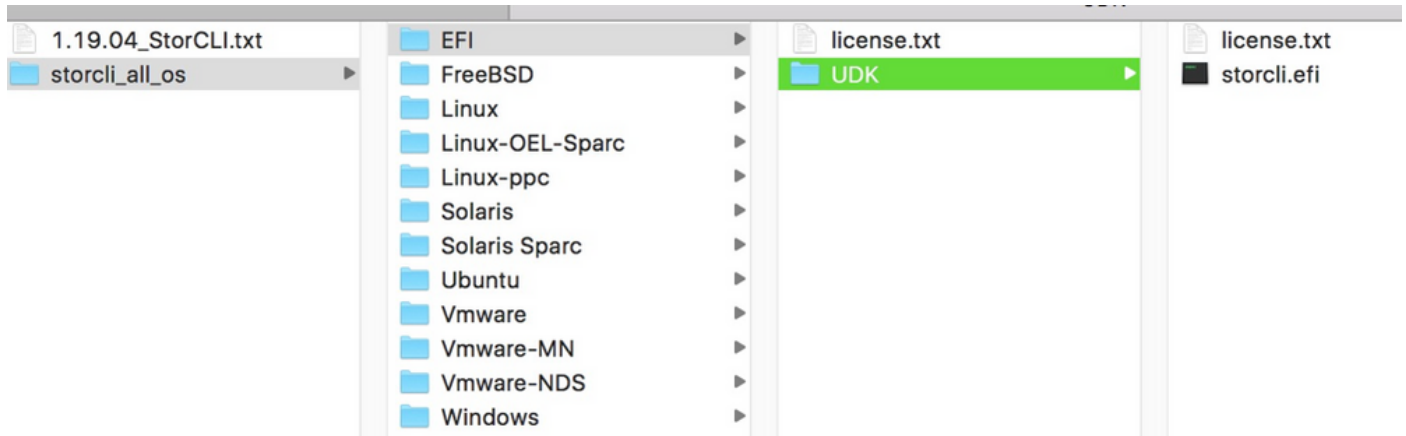 1.19.04_StorCLI.txt
storcli_all_os
EFI
FreeBSD
Linux
Linux-OEL-Sparc
Linux-ppc
Solaris
Solaris Sparc
Ubuntu
Vmware
Vmware-MN
Vmware-NDS
Windows
license.txt
UDK
license.txt
storcli.efi